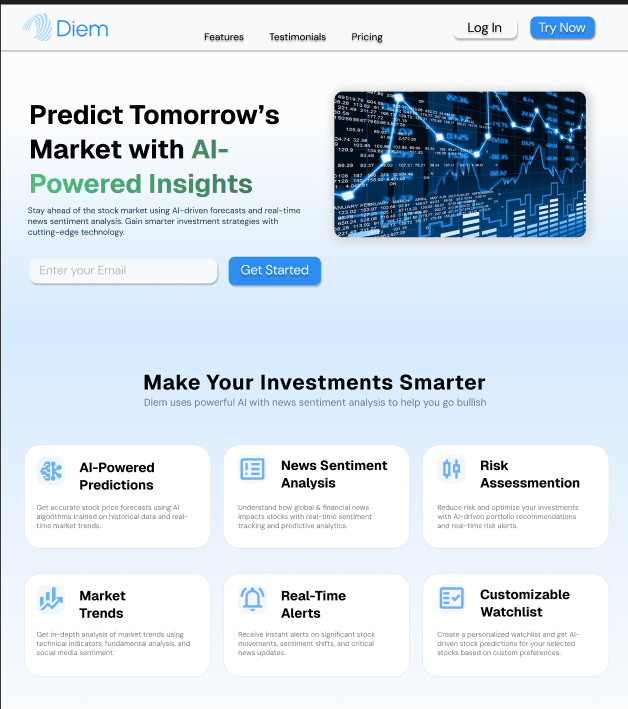 Diem
Features
Testimonials
Pricing
Log In
Try Now
Predict Tomorrow's
Market with AI-
Powered Insights
Stay ahead of the stock market using AI-driven forecasts and real-time
news sentiment analysis. Gain smarter investment strategies with
cutting-edge technology.
Enter your Email
Get Started
Make Your Investments Smarter
Diem uses powerful AI with news sentiment analysis to help you go bullish
AI-Powered
Predictions
Get accurate stock price forecasts using AI
algorithms trained on historical data and real-
time market trends.
News Sentiment
Analysis
Understand how global & financial news
impacts stocks with real-time sentiment
tracking and predictive analytics.
Risk
Assessmention
Reduce risk and optimize your investments
with AI-driven portfolio recommendations
and real-time risk alerts.
Market
Trends
Get in-depth analysis of market trends using
technical indicators, fundamental analysis, and
social media sentiment.
Real-Time
Alerts
Receive instant alerts on significant stock
movements, sentiment shifts, and critical
news updates.
Customizable
Watchlist
Create a personalized watchlist and get AI-
driven stock predictions for your selected
stocks based on custom preferences.